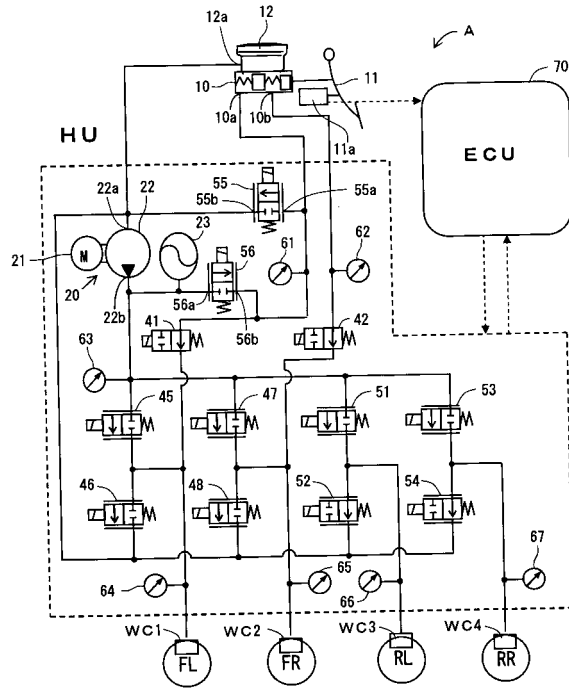 12a 12 A
10 11 70
10a 10b 11a
HU ECU
22a 22 55 55a
55b
23
21 M 56 61 62
20 56a 56b
22b 41 42
63
45 47 51 53
46 48 52 54
67
64 65 66
WC1 WC2 WC3 WC4
FL FR RL RR